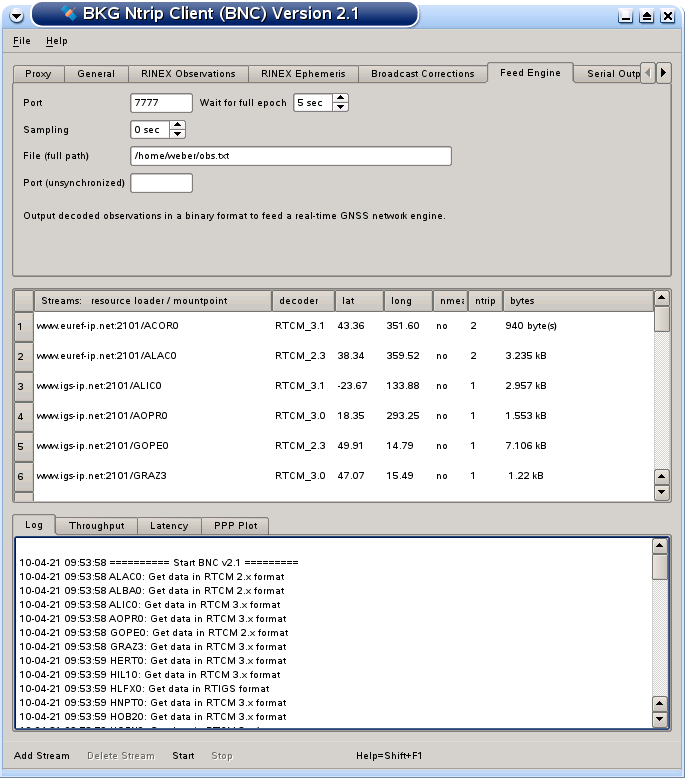 BKG Ntrip Client (BNC) Version 2.1
File Help
Proxy General RINEX Observations RINEX Ephemeris Broadcast Corrections Feed Engine Serial Outp
Port 7777 Wait for full epoch 5 sec
Sampling 0 sec
File (full path) /home/weber/obs.txt
Port (unsynchronized)
Output decoded observations in a binary format to feed a real-time GNSS network engine.
Streams: resource loader / mountpoint decoder lat long nmea ntrip bytes
1 www.euref-ip.net:2101/ACOR0 RTCM_3.1 43.36 351.60 no 2 940 byte(s)
2 www.euref-ip.net:2101/ALAC0 RTCM_2.3 38.34 359.52 no 2 3.235 kB
3 www.igs-ip.net:2101/ALIC0 RTCM_3.1 -23.67 133.88 no 1 2.957 kB
4 www.igs-ip.net:2101/AOPR0 RTCM_3.0 18.35 293.25 no 1 1.553 kB
5 www.igs-ip.net:2101/GOPE0 RTCM_2.3 49.91 14.79 no 1 7.106 kB
6 www.igs-ip.net:2101/GRAZ3 RTCM_3.0 47.07 15.49 no 1 1.22 kB
Log Throughput Latency PPP Plot
10-04-21 09:53:58 ========== Start BNC v2.1 =========
10-04-21 09:53:58 ALAC0: Get data in RTCM 2.x format
10-04-21 09:53:58 ALBA0: Get data in RTCM 2.x format
10-04-21 09:53:58 ALIC0: Get data in RTCM 3.x format
10-04-21 09:53:58 AOPR0: Get data in RTCM 3.x format
10-04-21 09:53:58 GOPE0: Get data in RTCM 2.x format
10-04-21 09:53:58 GRAZ3: Get data in RTCM 3.x format
10-04-21 09:53:59 HERT0: Get data in RTCM 3.x format
10-04-21 09:53:59 HIL10: Get data in RTCM 3.x format
10-04-21 09:53:59 HLFX0: Get data in RTIGS format
10-04-21 09:53:59 HNPT0: Get data in RTCM 3.x format
10-04-21 09:53:59 HOB20: Get data in RTCM 3.x format
Add Stream Delete Stream Start Stop Help=Shift+F1